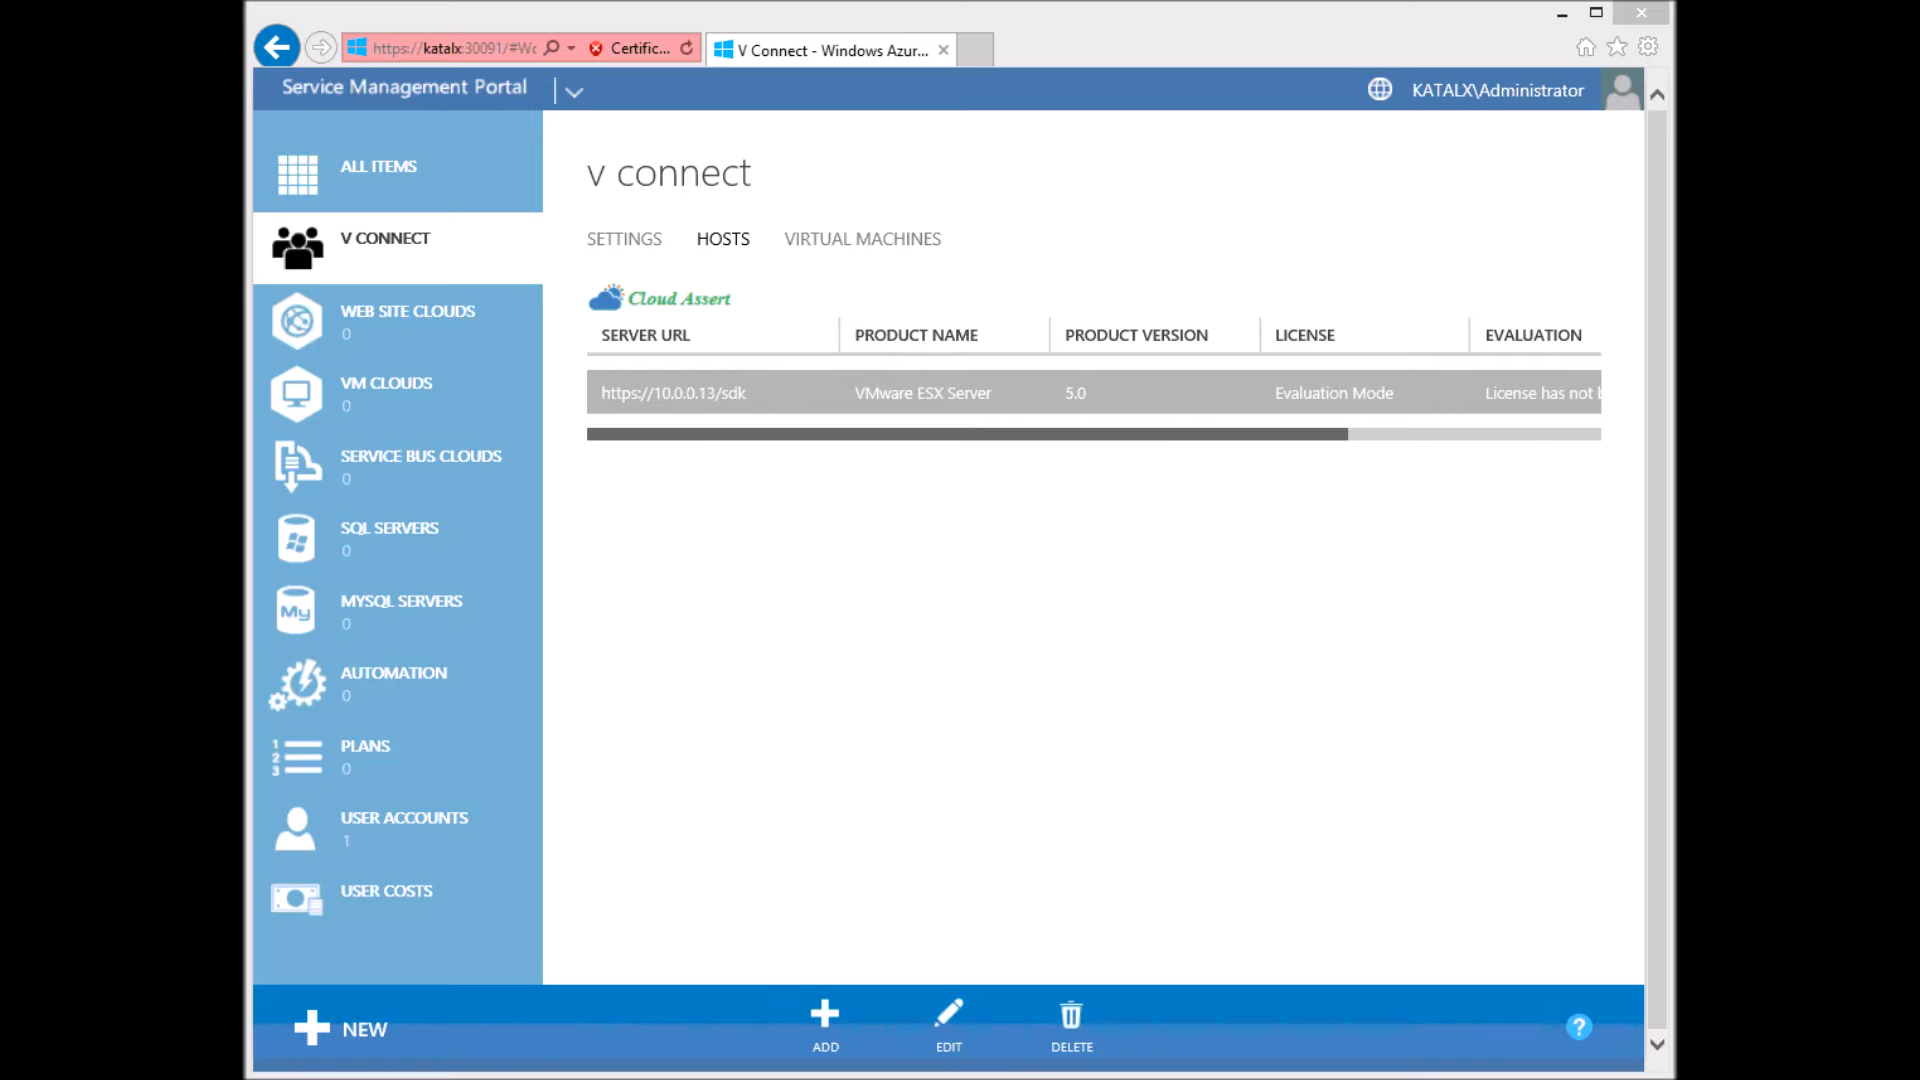 https://katalx:30091/#Wc
Certific...
V Connect - Windows Azur...
Service Management Portal
KATALX\Administrator
ALL ITEMS
V CONNECT
WEB SITE CLOUDS
0
VM CLOUDS
0
SERVICE BUS CLOUDS
0
SQL SERVERS
0
MYSQL SERVERS
My
0
AUTOMATION
0
PLANS
1
2
3
0
USER ACCOUNTS
1
USER COSTS
v connect
SETTINGS HOSTS VIRTUAL MACHINES
Cloud Assert
SERVER URL PRODUCT NAME PRODUCT VERSION LICENSE EVALUATION
https://10.0.0.13/sdk VMware ESX Server 5.0 Evaluation Mode License has not
NEW
ADD
EDIT
DELETE
?